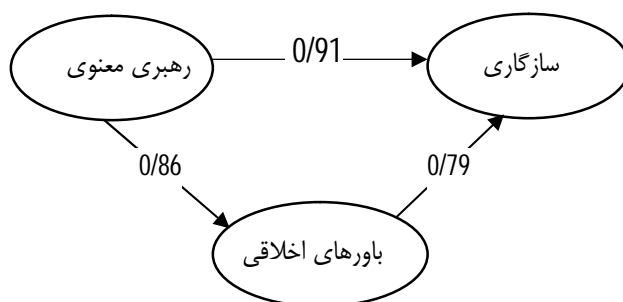 رهبری معنوی
0/91
سازگاری
0/86
0/79
باورهای اخلاقی